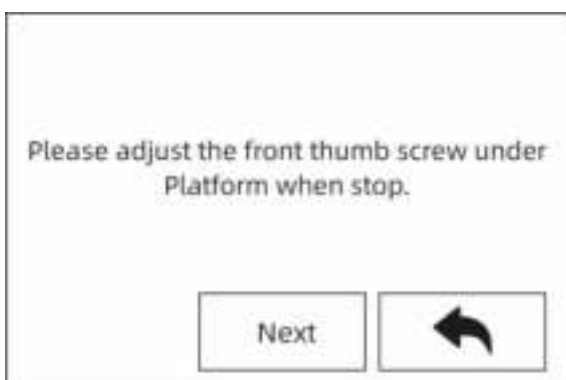 Please adjust the front thumb screw under
Platform when stop.
Next